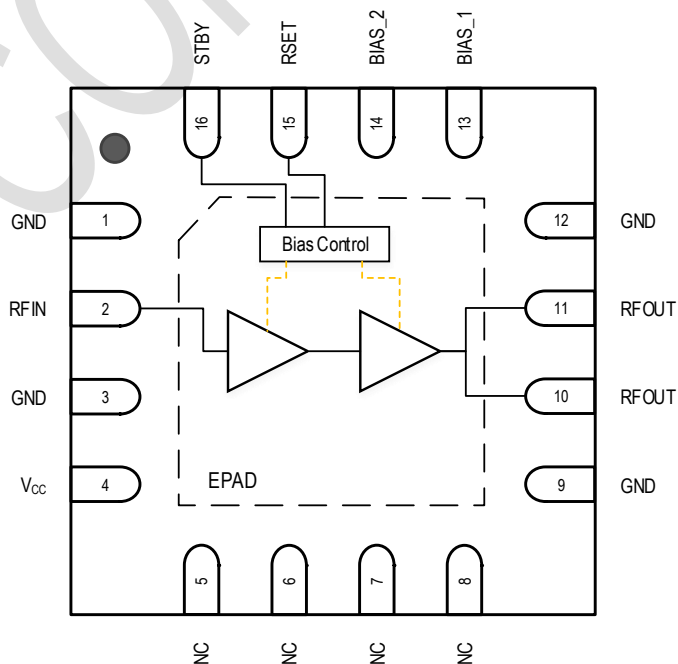 CO
STBY
RSET
BIAS_2
BIAS_1
16
15
14
13
GND
1
12
GND
Bias Control
RFIN
2
11
RFOUT
GND
3
10
RFOUT
VCC
4
EPAD
9
GND
5
6
7
8
NC
NC
NC
NC